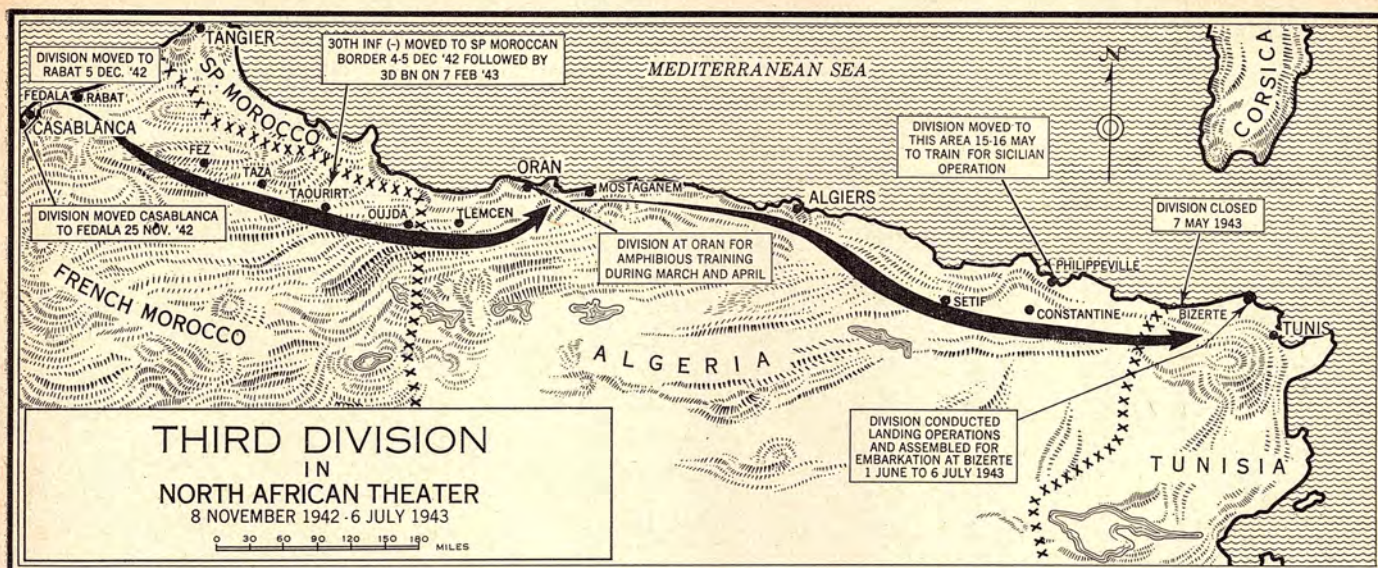 TANGIER
DIVISION MOVED TO
RABAT 5 DEC. '42
30TH INF (-) MOVED TO SP MOROCCAN
BORDER 4-5 DEC '42 FOLLOWED BY
3D BN ON 7 FEB '43
MEDITERRANEAN SEA
N
CORSICA
FEDALA
RABAT
SP MOROCCO
CASABLANCA
DIVISION MOVED TO
THIS AREA 15-16 MAY
TO TRAIN FOR SICILIAN
OPERATION
FEZ
TAZA
ORAN
MOSTAGANEM
TAOURIRT
ALGIERS
DIVISION MOVED CASABLANCA
TO FEDALA 25 NOV. '42
OUJDA
TLEMCEN
DIVISION CLOSED
7 MAY 1943
DIVISION AT ORAN FOR
AMPHIBIOUS TRAINING
DURING MARCH AND APRIL
PHILIPPEVILLE
FRENCH MOROCCO
SETIF
CONSTANTINE
BIZERTE
TUNIS
ALGERIA
DIVISION CONDUCTED
LANDING OPERATIONS
AND ASSEMBLED FOR
EMBARKATION AT BIZERTE
1 JUNE TO 6 JULY 1943
TUNISIA
THIRD DIVISION
IN
NORTH AFRICAN THEATER
8 NOVEMBER 1942 - 6 JULY 1943
0 30 60 90 120 150 180 MILES